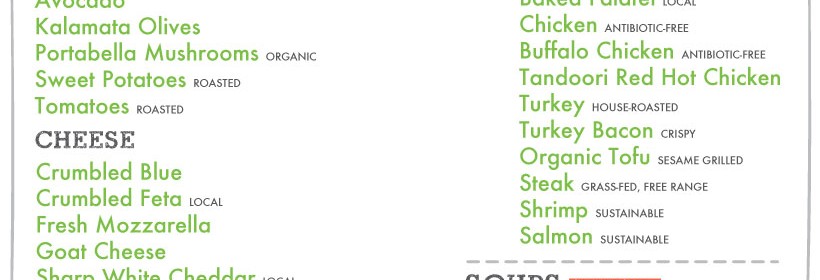 Avocado
Kalamata Olives
Portabella Mushrooms ORGANIC
Sweet Potatoes ROASTED
Tomatoes ROASTED
CHEESE
Crumbled Blue
Crumbled Feta LOCAL
Fresh Mozzarella
Goat Cheese
Sharp White Cheddar LOCAL
Baked Falafel LOCAL
Chicken ANTIBIOTIC-FREE
Buffalo Chicken ANTIBIOTIC-FREE
Tandoori Red Hot Chicken
Turkey HOUSE-ROASTED
Turkey Bacon CRISPY
Organic Tofu SESAME GRILLED
Steak GRASS-FED, FREE RANGE
Shrimp SUSTAINABLE
Salmon SUSTAINABLE
SOUPS